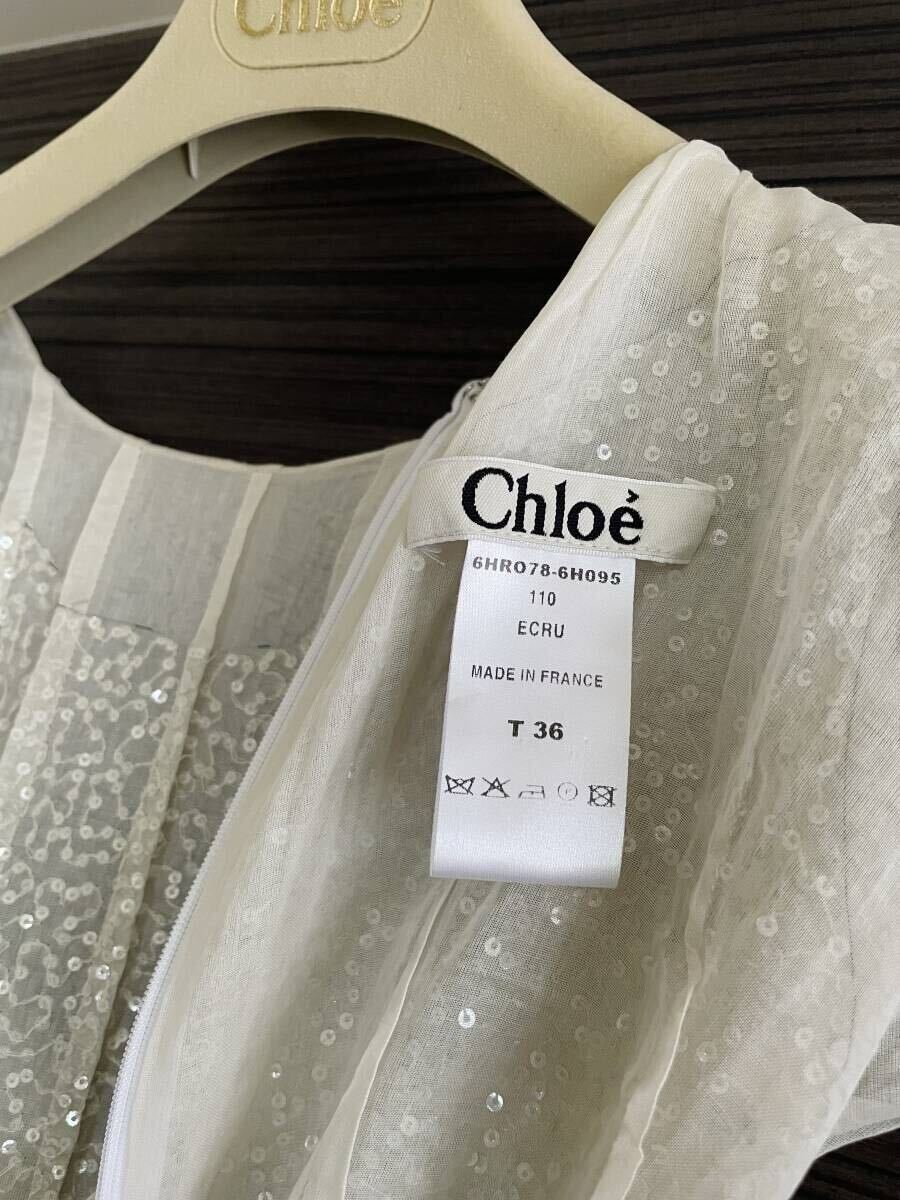 Chloé
Chloé
6HRO78-6H095
110
ECRU
MADE IN FRANCE
T 36